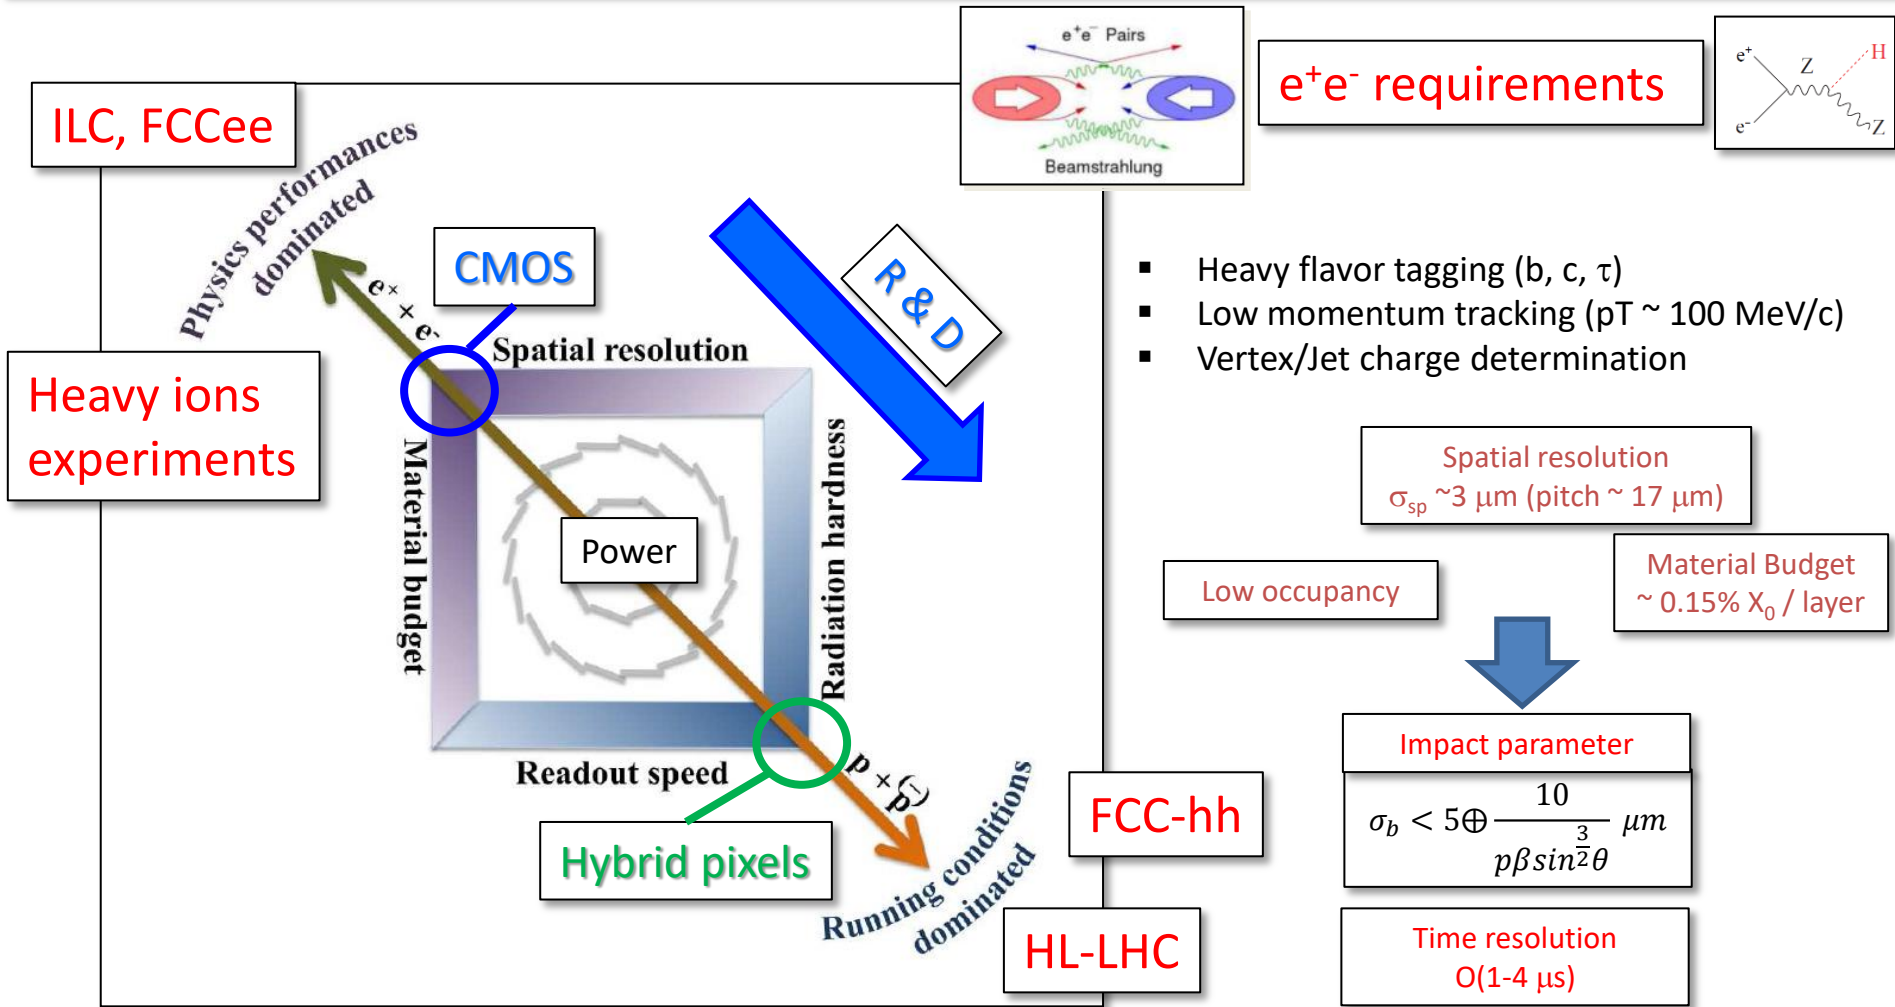 e⁺e⁻ Pairs
Beamstrahlung
e⁺e⁻ requirements
e⁺
Z
H
e⁻
Z
ILC, FCCee
Physics performances
dominated
CMOS
R & D
e⁺ + e⁻
Heavy ions
experiments
Spatial resolution
Material budget
Radiation hardness
Power
Readout speed
p + p(−)
Hybrid pixels
Running conditions
dominated
FCC-hh
HL-LHC
▪ Heavy flavor tagging (b, c, τ)
▪ Low momentum tracking (pT ~ 100 MeV/c)
▪ Vertex/Jet charge determination
Spatial resolution
σsp ~3 μm (pitch ~ 17 μm)
Low occupancy
Material Budget
~ 0.15% X₀ / layer
Impact parameter
σ_b < 5⊕ 10 / (pβsin^(3/2)θ) μm
Time resolution
O(1-4 μs)